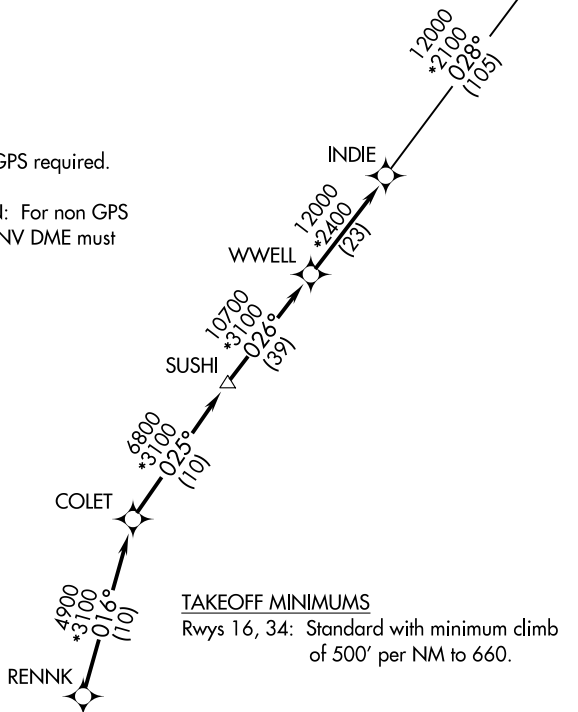 12000
*2100
028°
(105)
GPS required.
INDIE
: For non GPS
NV DME must
12000
*2400
(23)
WWELL
10700
*3100
026°
(39)
SUSHI
6800
*3100
025°
(10)
COLET
4900
*3100
016°
(10)
TAKEOFF MINIMUMS
Rwys 16, 34: Standard with minimum climb
of 500' per NM to 660.
RENNK